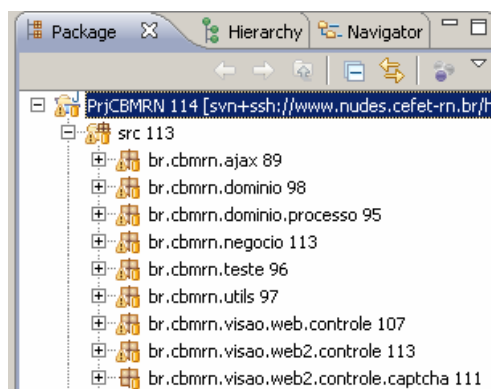 Package Hierarchy Navigator
PrjCBMRN 114 [svn+ssh://www.nudes.cefet-rn.br/h
src 113
br.cbmrn.ajax 89
br.cbmrn.dominio 98
br.cbmrn.dominio.processo 95
br.cbmrn.negocio 113
br.cbmrn.teste 96
br.cbmrn.utils 97
br.cbmrn.visao.web.controle 107
br.cbmrn.visao.web2.controle 113
br.cbmrn.visao.web2.controle.captcha 111